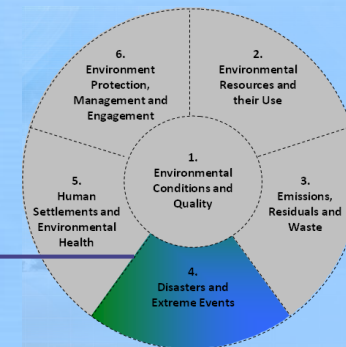 1.
Environmental
Conditions and
Quality
2.
Environmental
Resources and
their Use
3.
Emissions,
Residuals and
Waste
4.
Disasters and
Extreme Events
5.
Human
Settlements and
Environmental
Health
6.
Environment
Protection,
Management and
Engagement